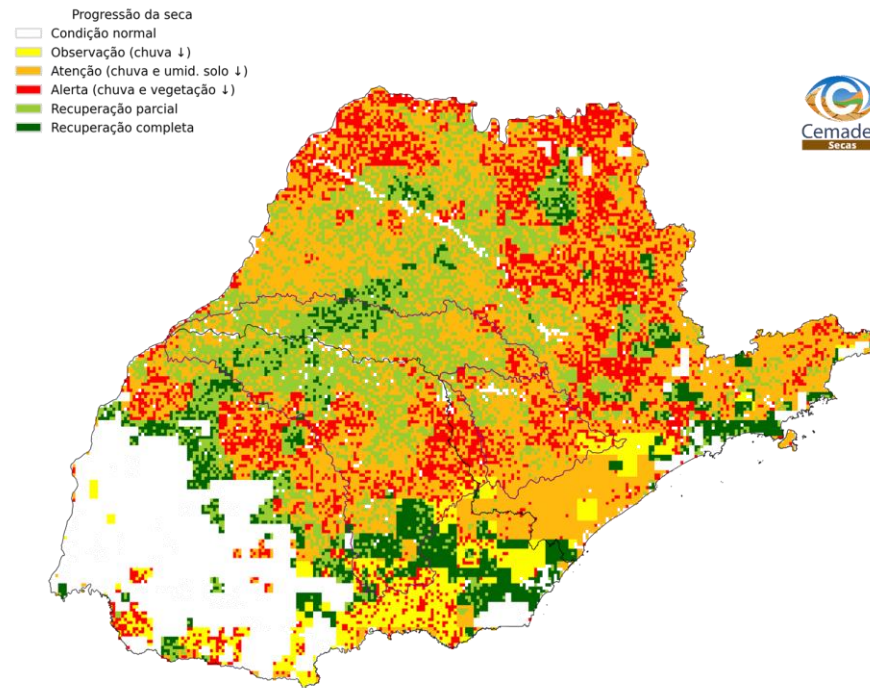 Progressão da seca
Condição normal
Observação (chuva ↓)
Atenção (chuva e umid. solo ↓)
Alerta (chuva e vegetação ↓)
Recuperação parcial
Recuperação completa
Cemade
Secas